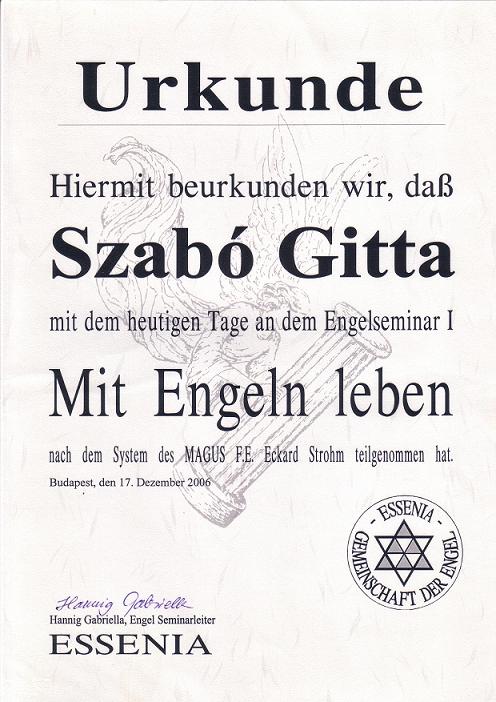 Urkunde
Hiermit beurkunden wir, daß
Szabó Gitta
mit dem heutigen Tage an dem Engelseminar I
Mit Engeln leben
nach dem System des MAGUS F.E. Eckard Strohm teilgenommen hat.
Budapest, den 17. Dezember 2006
- ESSENIA -
GEMEINSCHAFT DER ENGEL
Hannig Gabriella
Hannig Gabriella, Engel Seminarleiter
ESSENIA